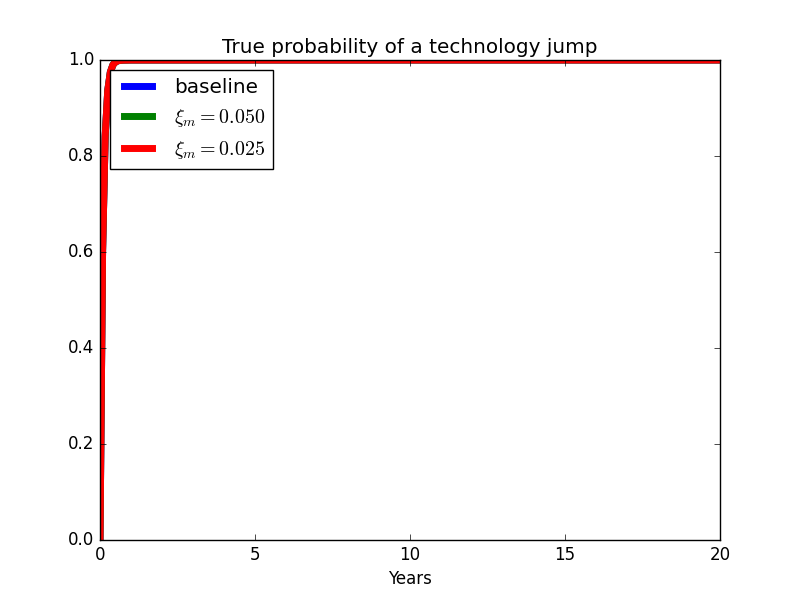 True probability of a technology jump
1.0
baseline
ξₘ = 0.050
ξₘ = 0.025
0.8
0.6
0.4
0.2
0.0
0 5 10 15 20
Years